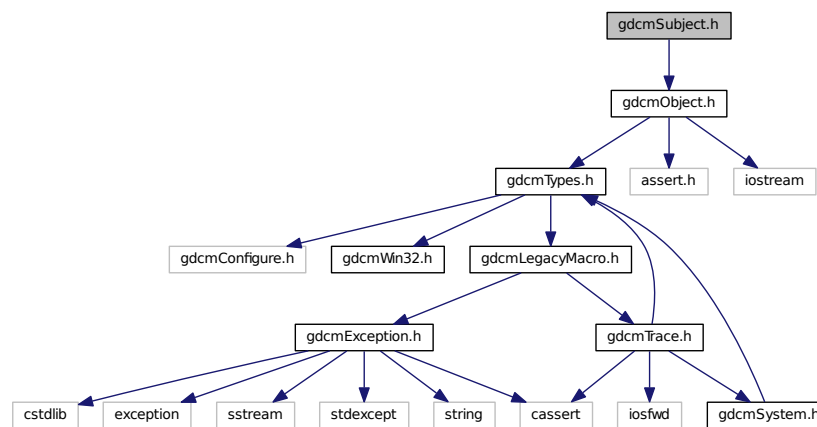 gdcmSubject.h
gdcmObject.h
gdcmTypes.h
assert.h
iostream
gdcmConfigure.h
gdcmWin32.h
gdcmLegacyMacro.h
gdcmException.h
gdcmTrace.h
cstdlib
exception
sstream
stdexcept
string
cassert
iosfwd
gdcmSystem.h